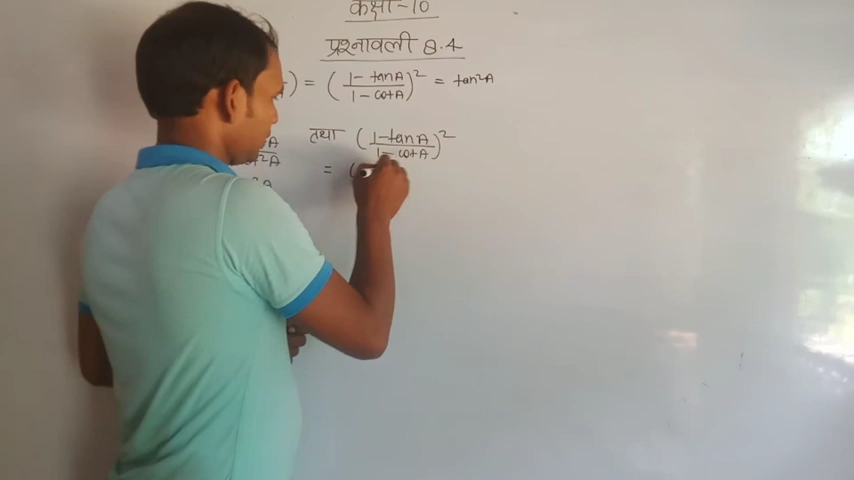 कक्षा-10
प्रश्नावली 8.4
) = (1-tanA/1-cotA)² = tan²A
तथा (1-tanA/1-cotA)²
= (